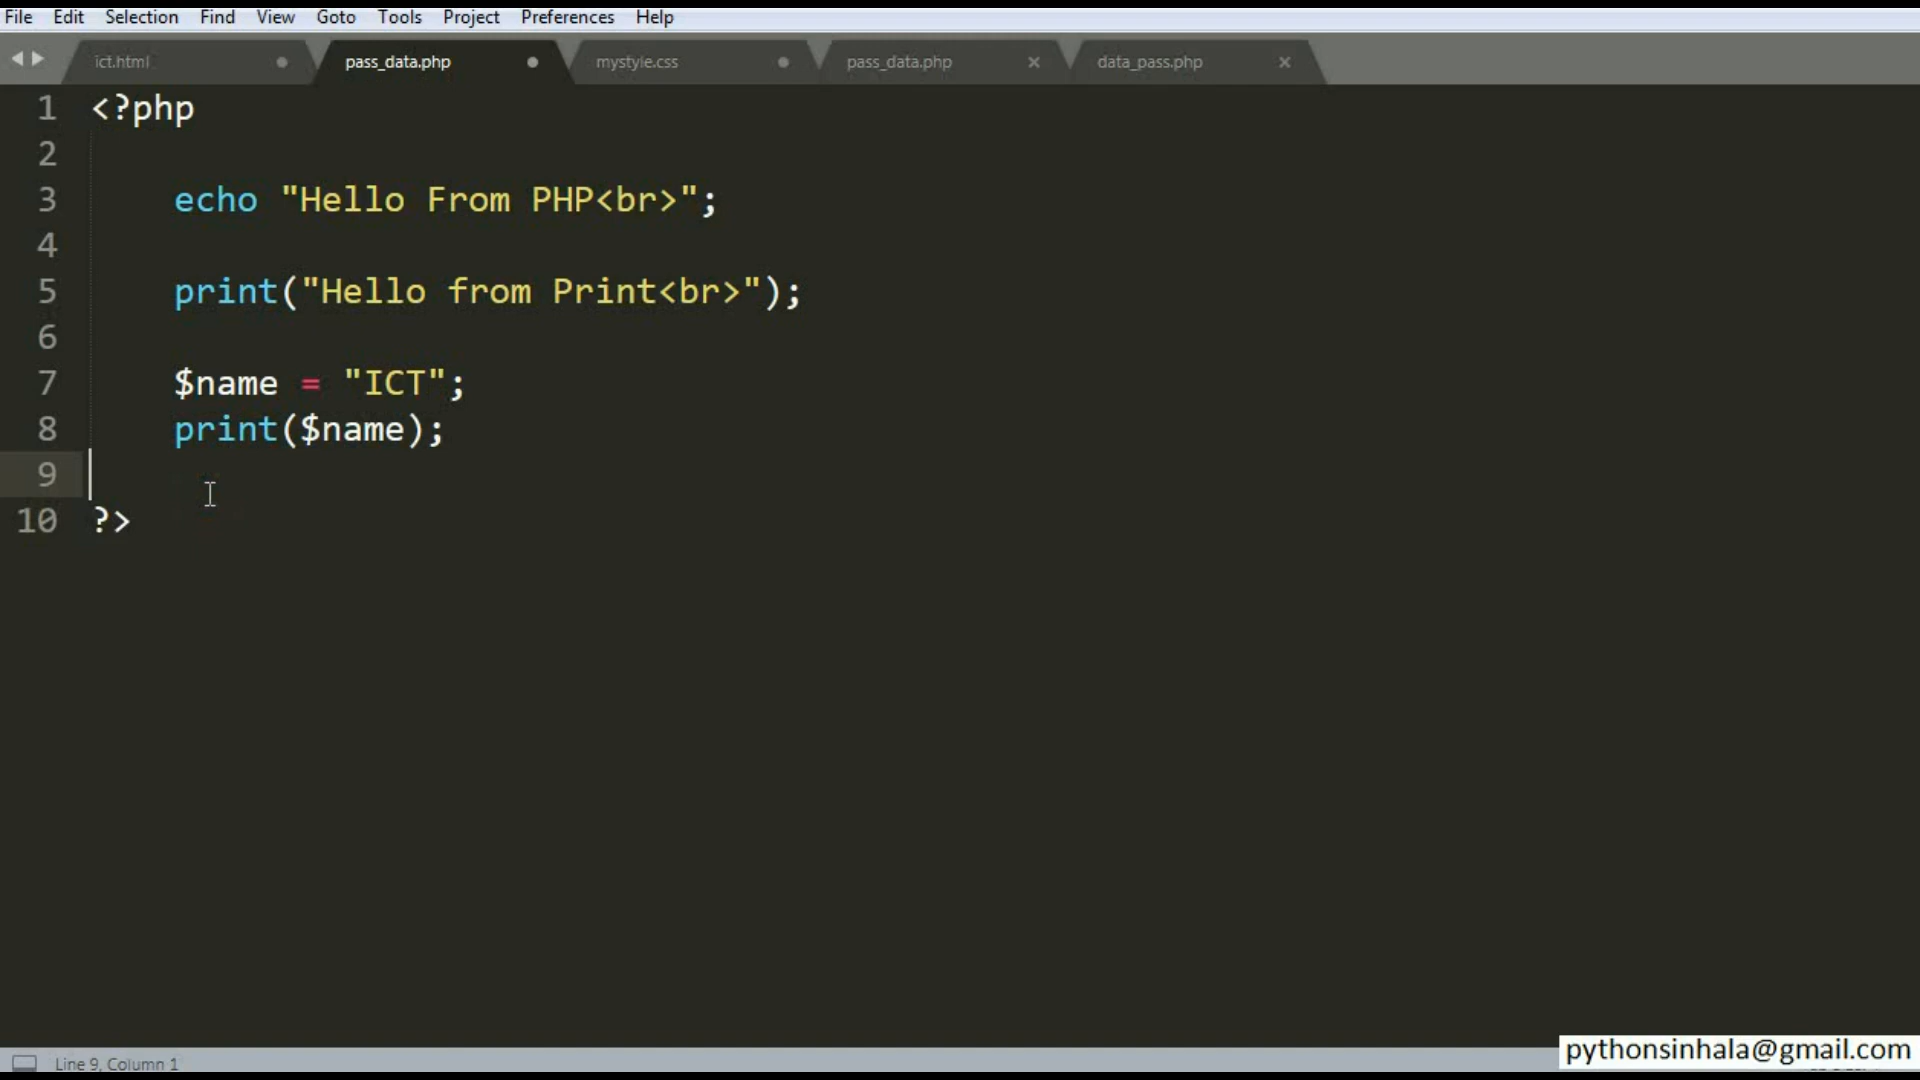 File Edit Selection Find View Goto Tools Project Preferences Help
ict.html pass_data.php mystyle.css pass_data.php data_pass.php
1 <?php
2
3 echo "Hello From PHP<br>";
4
5 print("Hello from Print<br>");
6
7 $name = "ICT";
8 print($name);
9
10 ?>
Line 9, Column 1
pythonsinhala@gmail.com